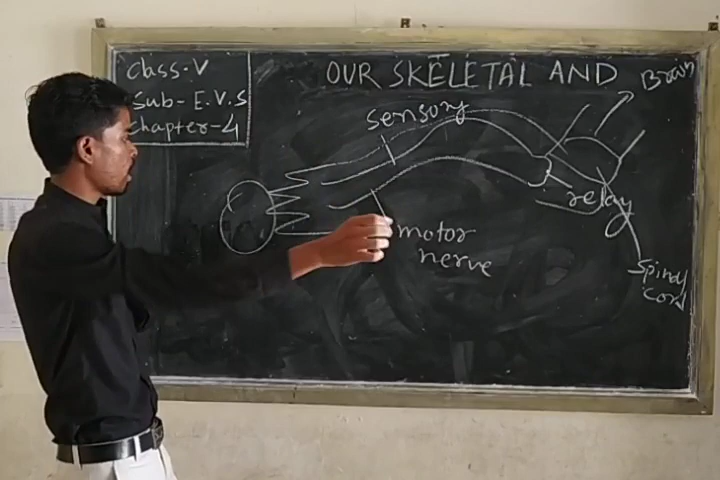 Class-V
Sub- E.V.S
Chapter-4
OUR SKELETAL AND
Brain
sensory
relay
motor
nerve
Spinal
cord